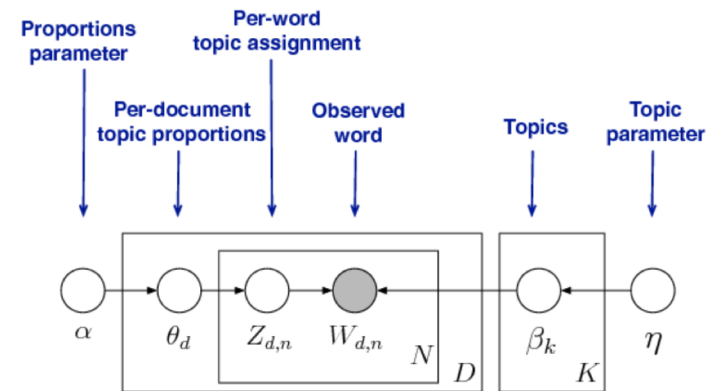 Proportions
parameter
Per-word
topic assignment
Per-document
topic proportions
Observed
word
Topics
Topic
parameter
α
θd
Zd,n
Wd,n
N
D
βk
K
η